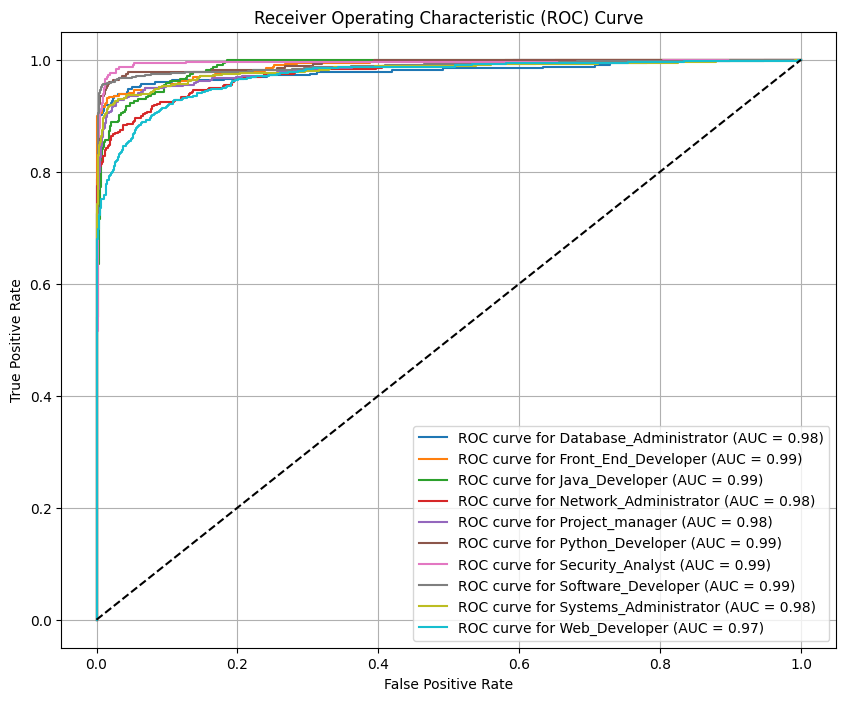 Receiver Operating Characteristic (ROC) Curve
1.0
0.8
0.6
0.4
0.2
0.0
True Positive Rate
ROC curve for Database_Administrator (AUC = 0.98)
ROC curve for Front_End_Developer (AUC = 0.99)
ROC curve for Java_Developer (AUC = 0.99)
ROC curve for Network_Administrator (AUC = 0.98)
ROC curve for Project_manager (AUC = 0.98)
ROC curve for Python_Developer (AUC = 0.99)
ROC curve for Security_Analyst (AUC = 0.99)
ROC curve for Software_Developer (AUC = 0.99)
ROC curve for Systems_Administrator (AUC = 0.98)
ROC curve for Web_Developer (AUC = 0.97)
0.0 0.2 0.4 0.6 0.8 1.0
False Positive Rate